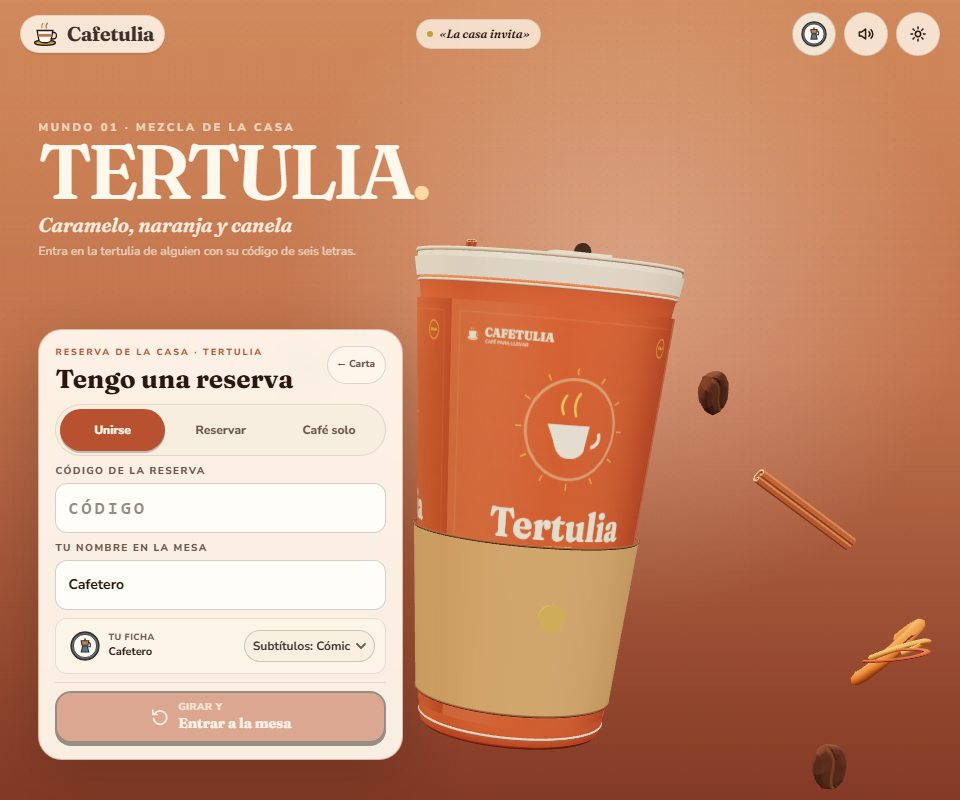 Cafetulia
«La casa invita»
MUNDO 01 · MEZCLA DE LA CASA
TERTULIA.
Caramelo, naranja y canela
Entra en la tertulia de alguien con su código de seis letras.
RESERVA DE LA CASA · TERTULIA
Tengo una reserva
← Carta
Unirse
Reservar
Café solo
CÓDIGO DE LA RESERVA
CÓDIGO
TU NOMBRE EN LA MESA
Cafetero
TU FICHA
Cafetero
Subtítulos: Cómic
GIRAR Y
Entrar a la mesa
CAFETULIA
CAFÉ PARA LLEVAR
Tertulia